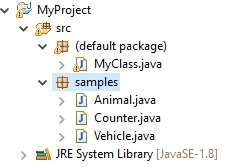 MyProject
src
(default package)
MyClass.java
samples
Animal.java
Counter.java
Vehicle.java
JRE System Library [JavaSE-1.8]